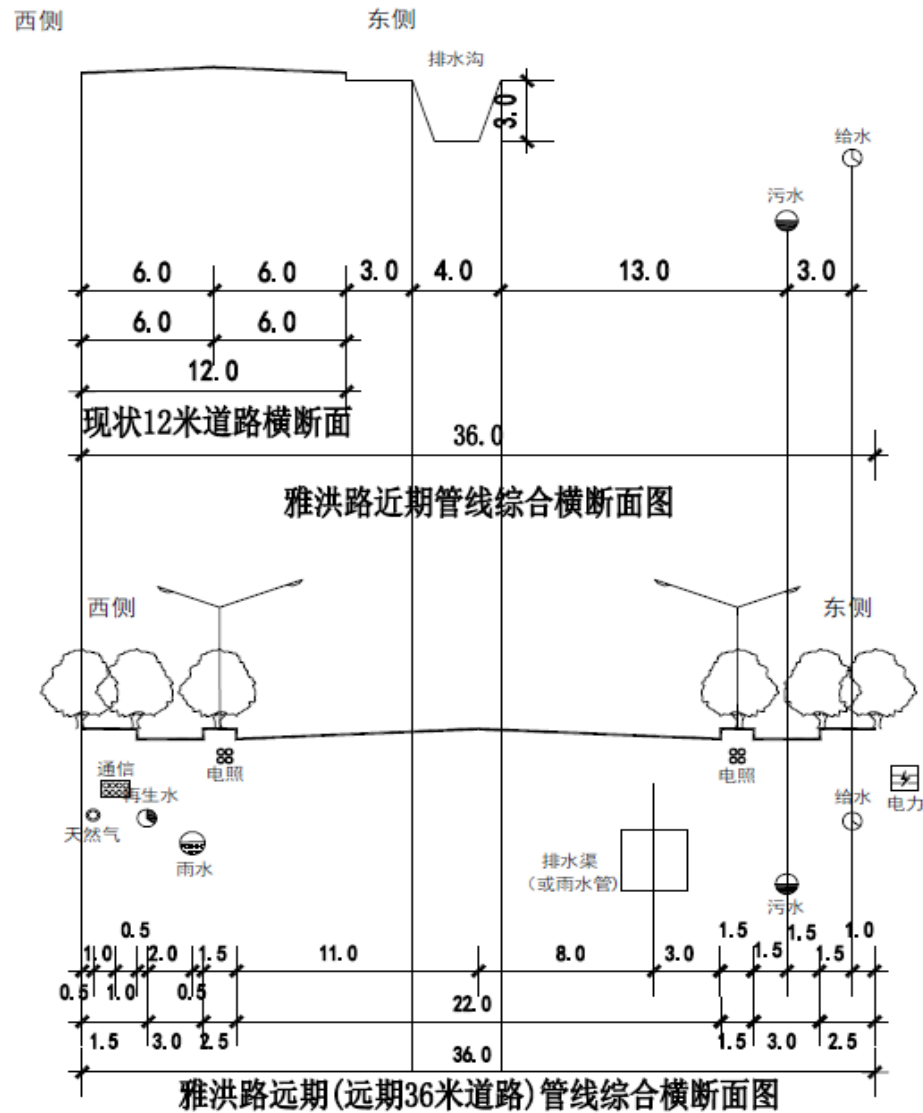 西侧
东侧
排水沟
3.0
给水
污水
6.0 6.0 3.0 4.0 13.0 3.0
6.0 6.0
12.0
现状12米道路横断面
36.0
雅洪路近期管线综合横断面图
西侧
东侧
通信
电照
电照
再生水
天然气
给水
电力
雨水
排水渠
(或雨水管)
污水
0.5 1.5 1.5 1.0
1.0 2.0 1.5 11.0 8.0 3.0 1.5 1.5
0.5 1.0 0.5
22.0
1.5 3.0 2.5 1.5 3.0 2.5
36.0
雅洪路远期(远期36米道路)管线综合横断面图